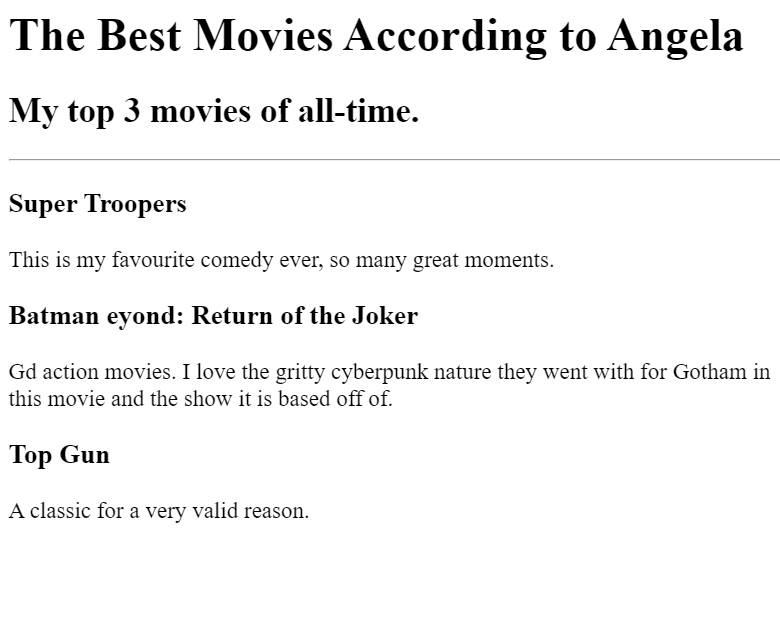 The Best Movies According to Angela
My top 3 movies of all-time.
Super Troopers
This is my favourite comedy ever, so many great moments.
Batman eyond: Return of the Joker
Gd action movies. I love the gritty cyberpunk nature they went with for Gotham in
this movie and the show it is based off of.
Top Gun
A classic for a very valid reason.